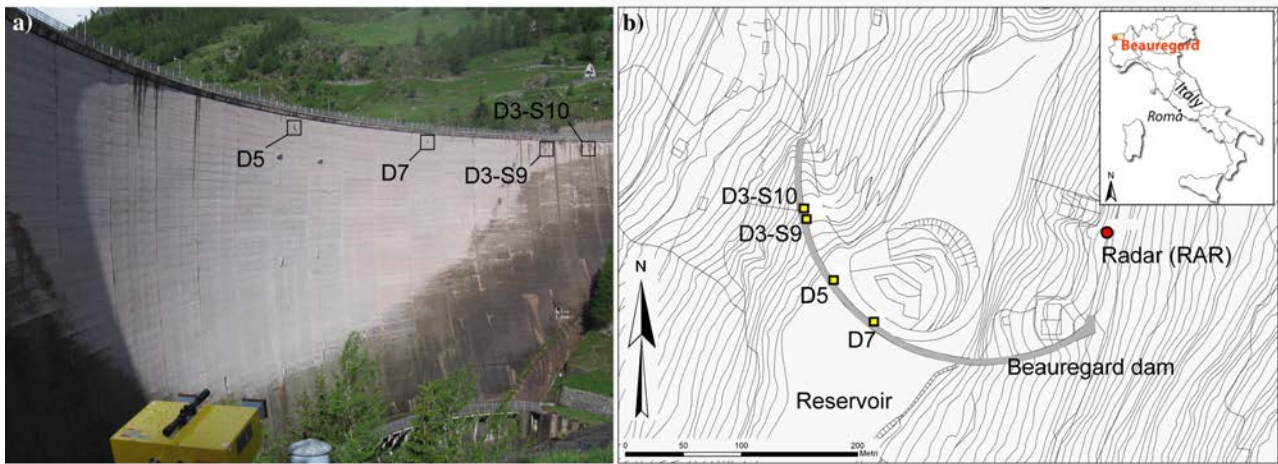 a)
D3-S10
D5
D7
D3-S9
b)
Beauregard
Italy
Roma
N
D3-S10
D3-S9
Radar (RAR)
N
D5
D7
Beauregard dam
Reservoir
0 50 100 200
Metri